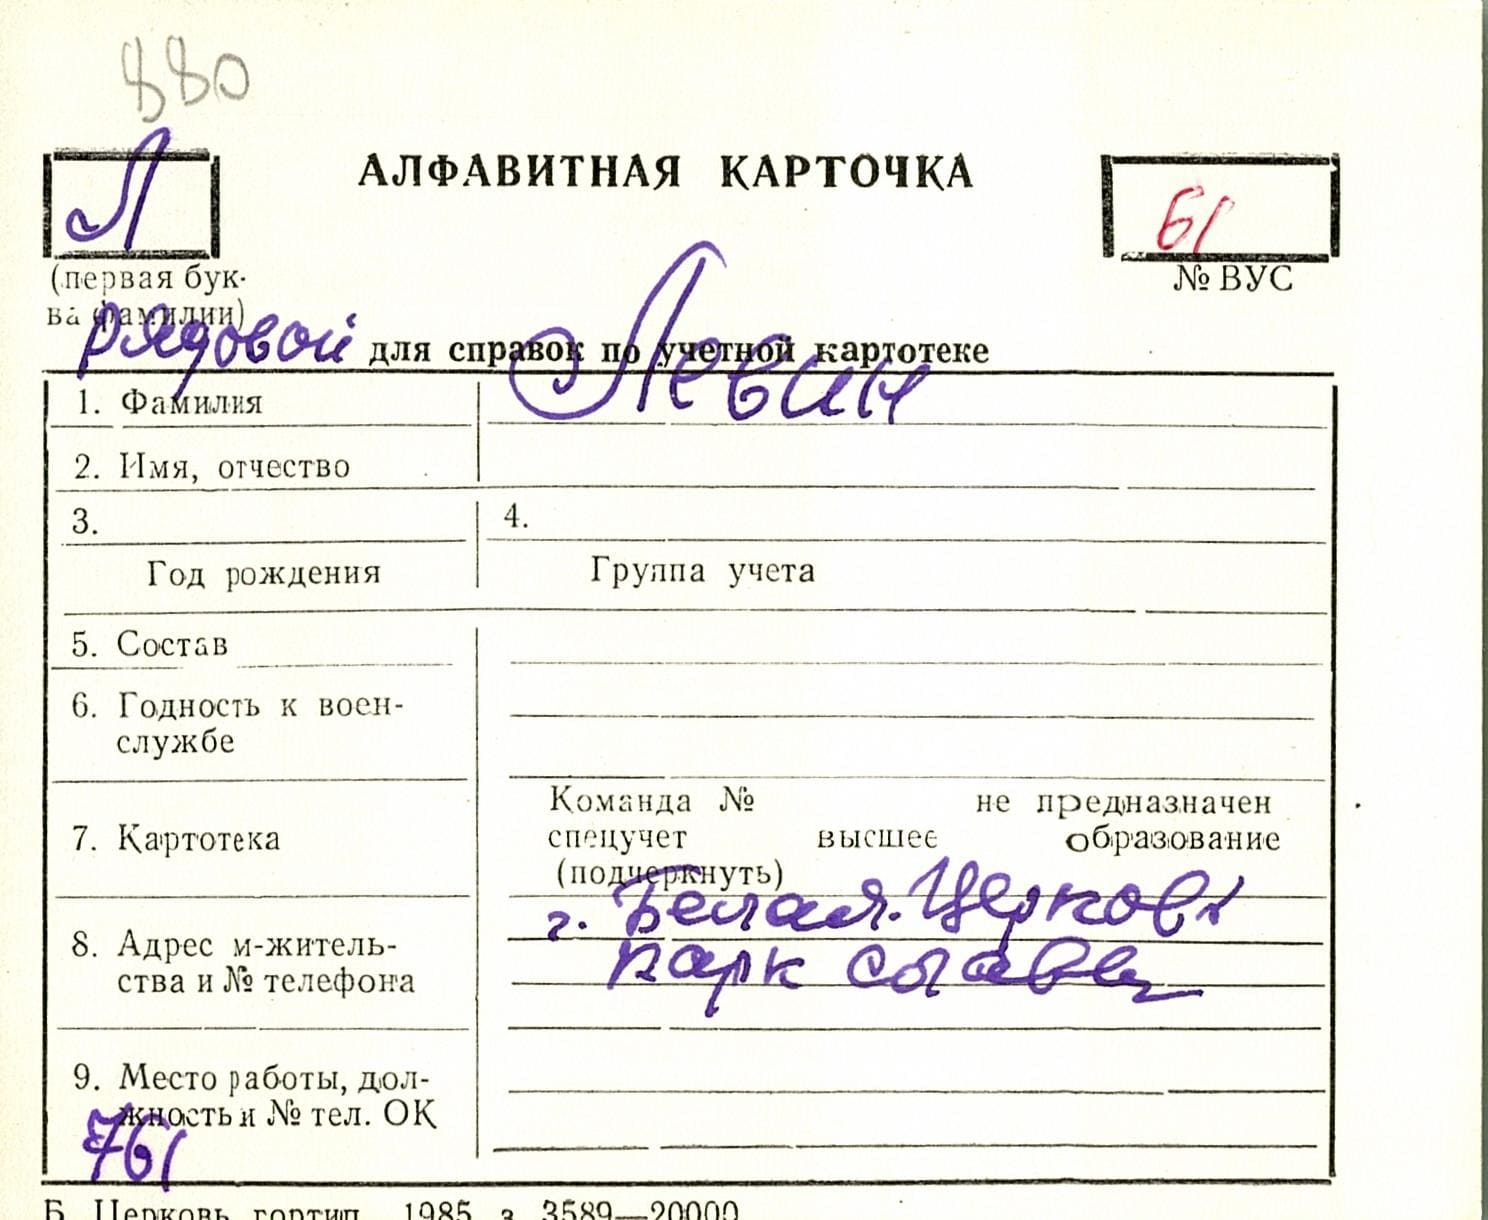 880
Л
АЛФАВИТНАЯ КАРТОЧКА
61
(первая бук-
ва фамилии)
№ ВУС
рядовой для справок по учетной картотеке
1. Фамилия Левин
2. Имя, отчество
3. 4.
Год рождения Группа учета
5. Состав
6. Годность к воен-
службе
7. Картотека
Команда № не предназначен
спецучет высшее образование
(подчеркнуть)
8. Адрес м-житель-
ства и № телефона
г. Белая Церковь
парк славы
9. Место работы, дол-
жность и № тел. ОК
761
Б. Церковь гортип. 1985 з. 3589—20000